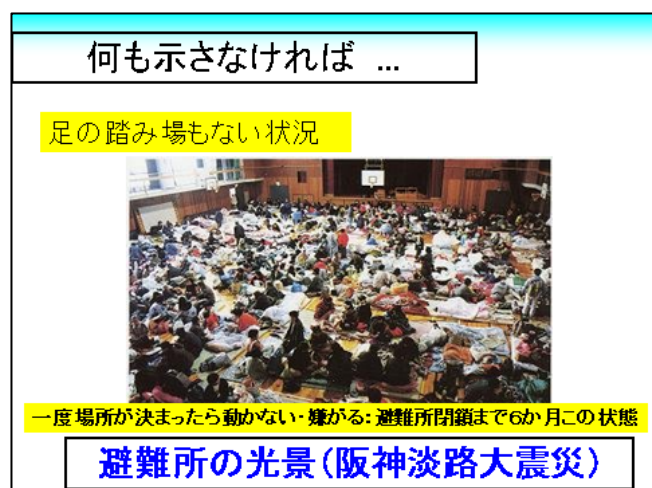 何も示さなければ …
足の踏み場もない状況
一度場所が決まったら動かない・嫌がる：避難所閉鎖まで6か月この状態
避難所の光景（阪神淡路大震災）